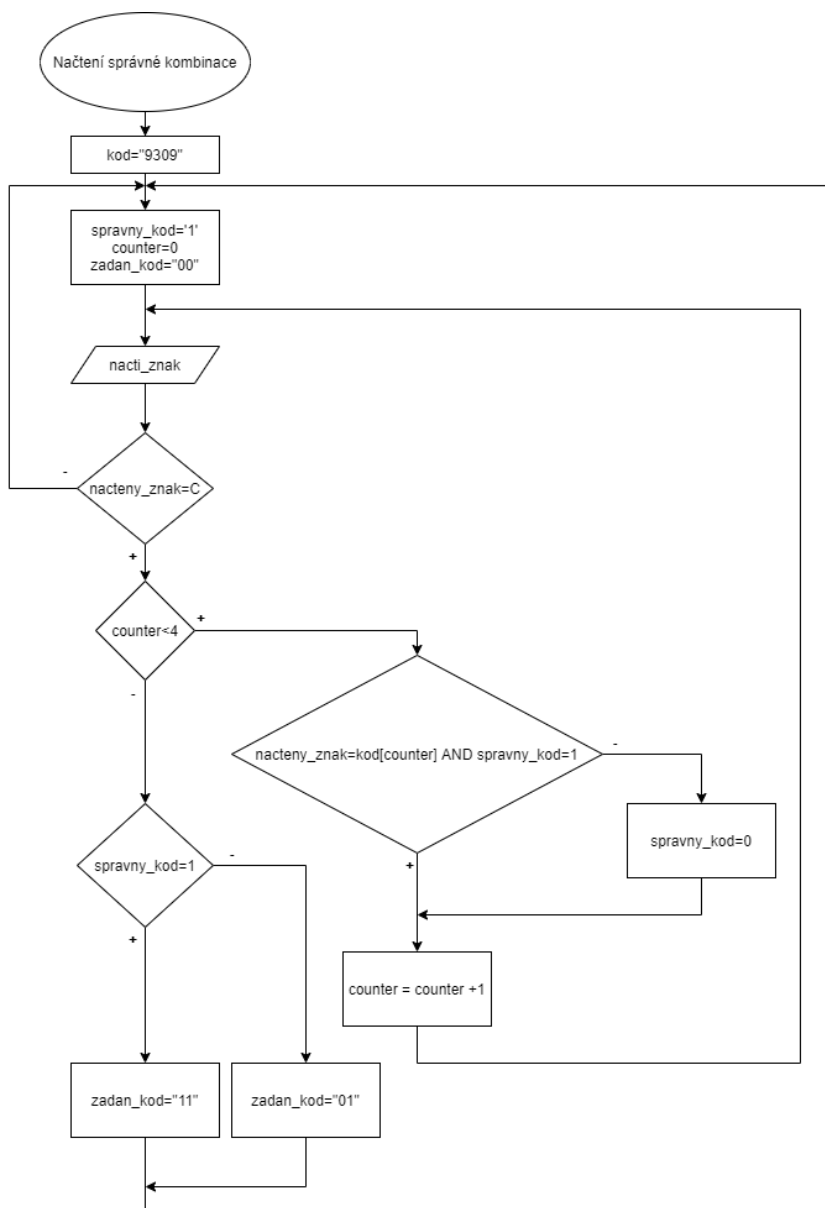 Načtení správné kombinace
kod="9309"
spravny_kod='1'
counter=0
zadan_kod="00"
nacti_znak
-
nacteny_znak=C
+
counter<4
+
-
nacteny_znak=kod[counter] AND spravny_kod=1
-
spravny_kod=0
spravny_kod=1
-
+
+
counter = counter +1
zadan_kod="11"
zadan_kod="01"